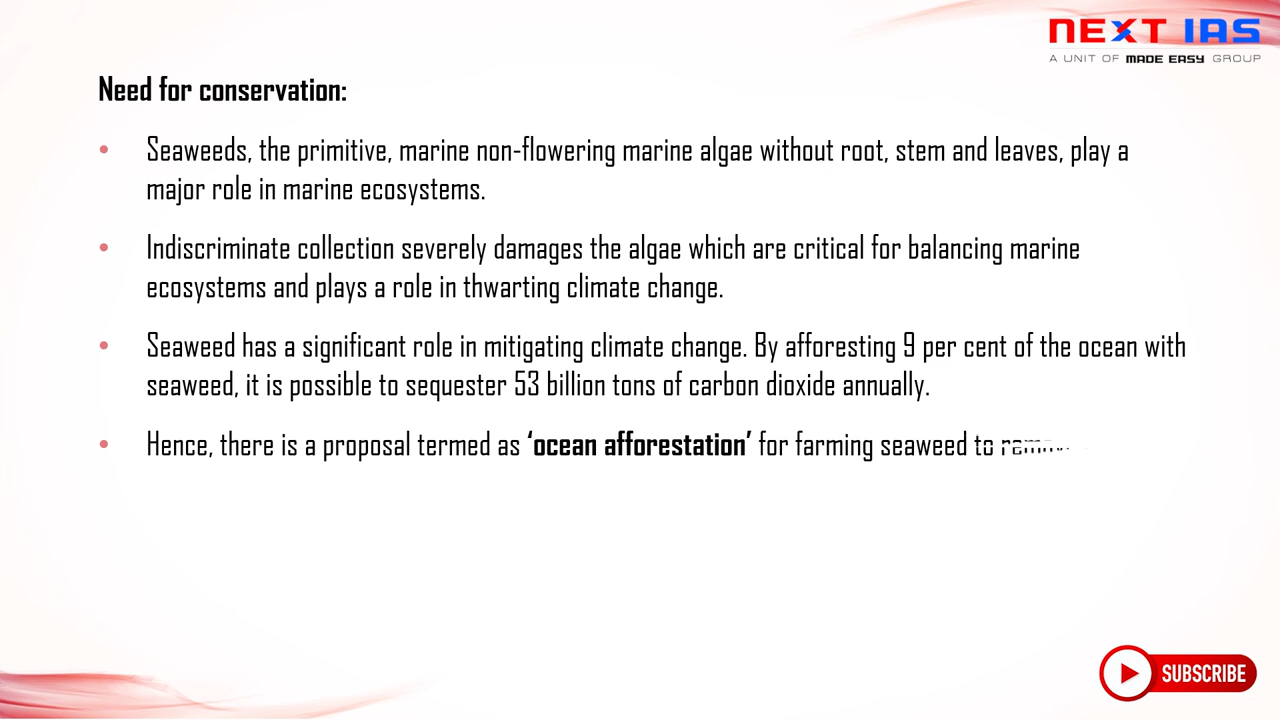 NEXT IAS
A UNIT OF MADE EASY GROUP
Need for conservation:
• Seaweeds, the primitive, marine non-flowering marine algae without root, stem and leaves, play a
major role in marine ecosystems.
• Indiscriminate collection severely damages the algae which are critical for balancing marine
ecosystems and plays a role in thwarting climate change.
• Seaweed has a significant role in mitigating climate change. By afforesting 9 per cent of the ocean with
seaweed, it is possible to sequester 53 billion tons of carbon dioxide annually.
• Hence, there is a proposal termed as ‘ocean afforestation’ for farming seaweed to
SUBSCRIBE